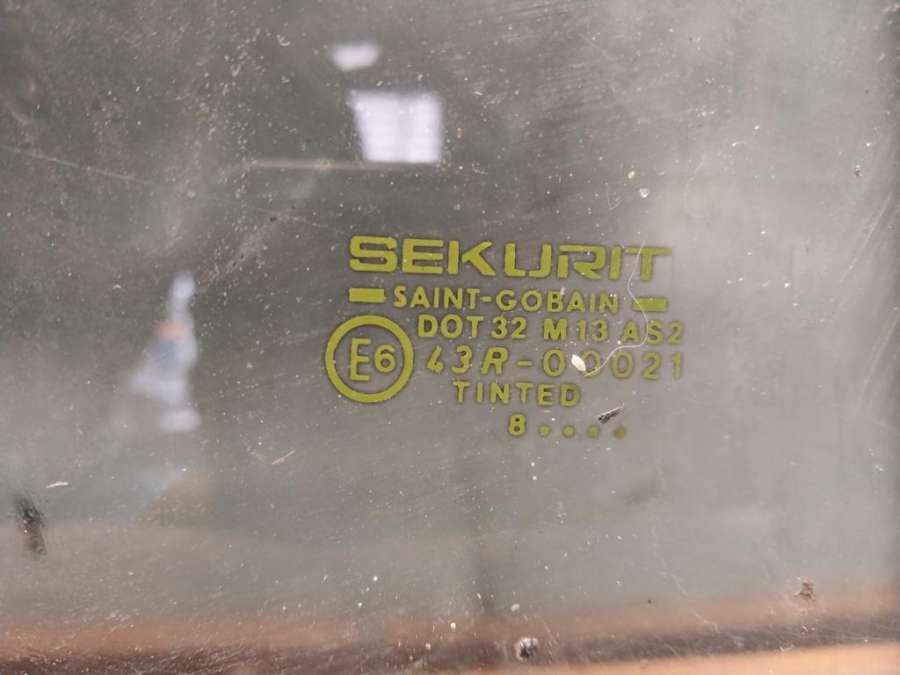 SEKURIT
SAINT-GOBAIN
DOT 32 M13 AS2
E6 43R-00021
TINTED
8 . . . .